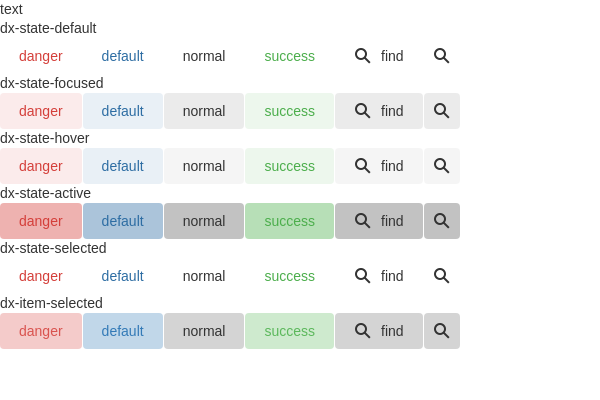 text
dx-state-default
danger default normal success find
dx-state-focused
danger default normal success find
dx-state-hover
danger default normal success find
dx-state-active
danger default normal success find
dx-state-selected
danger default normal success find
dx-item-selected
danger default normal success find